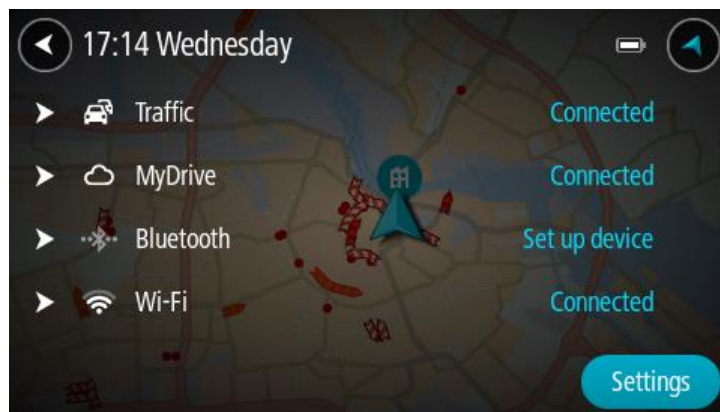 17:14 Wednesday
Traffic Connected
MyDrive Connected
Bluetooth Set up device
Wi-Fi Connected
Settings